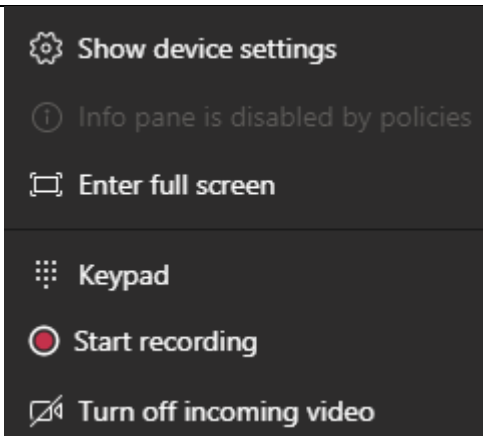 Show device settings
Info pane is disabled by policies
Enter full screen
Keypad
Start recording
Turn off incoming video